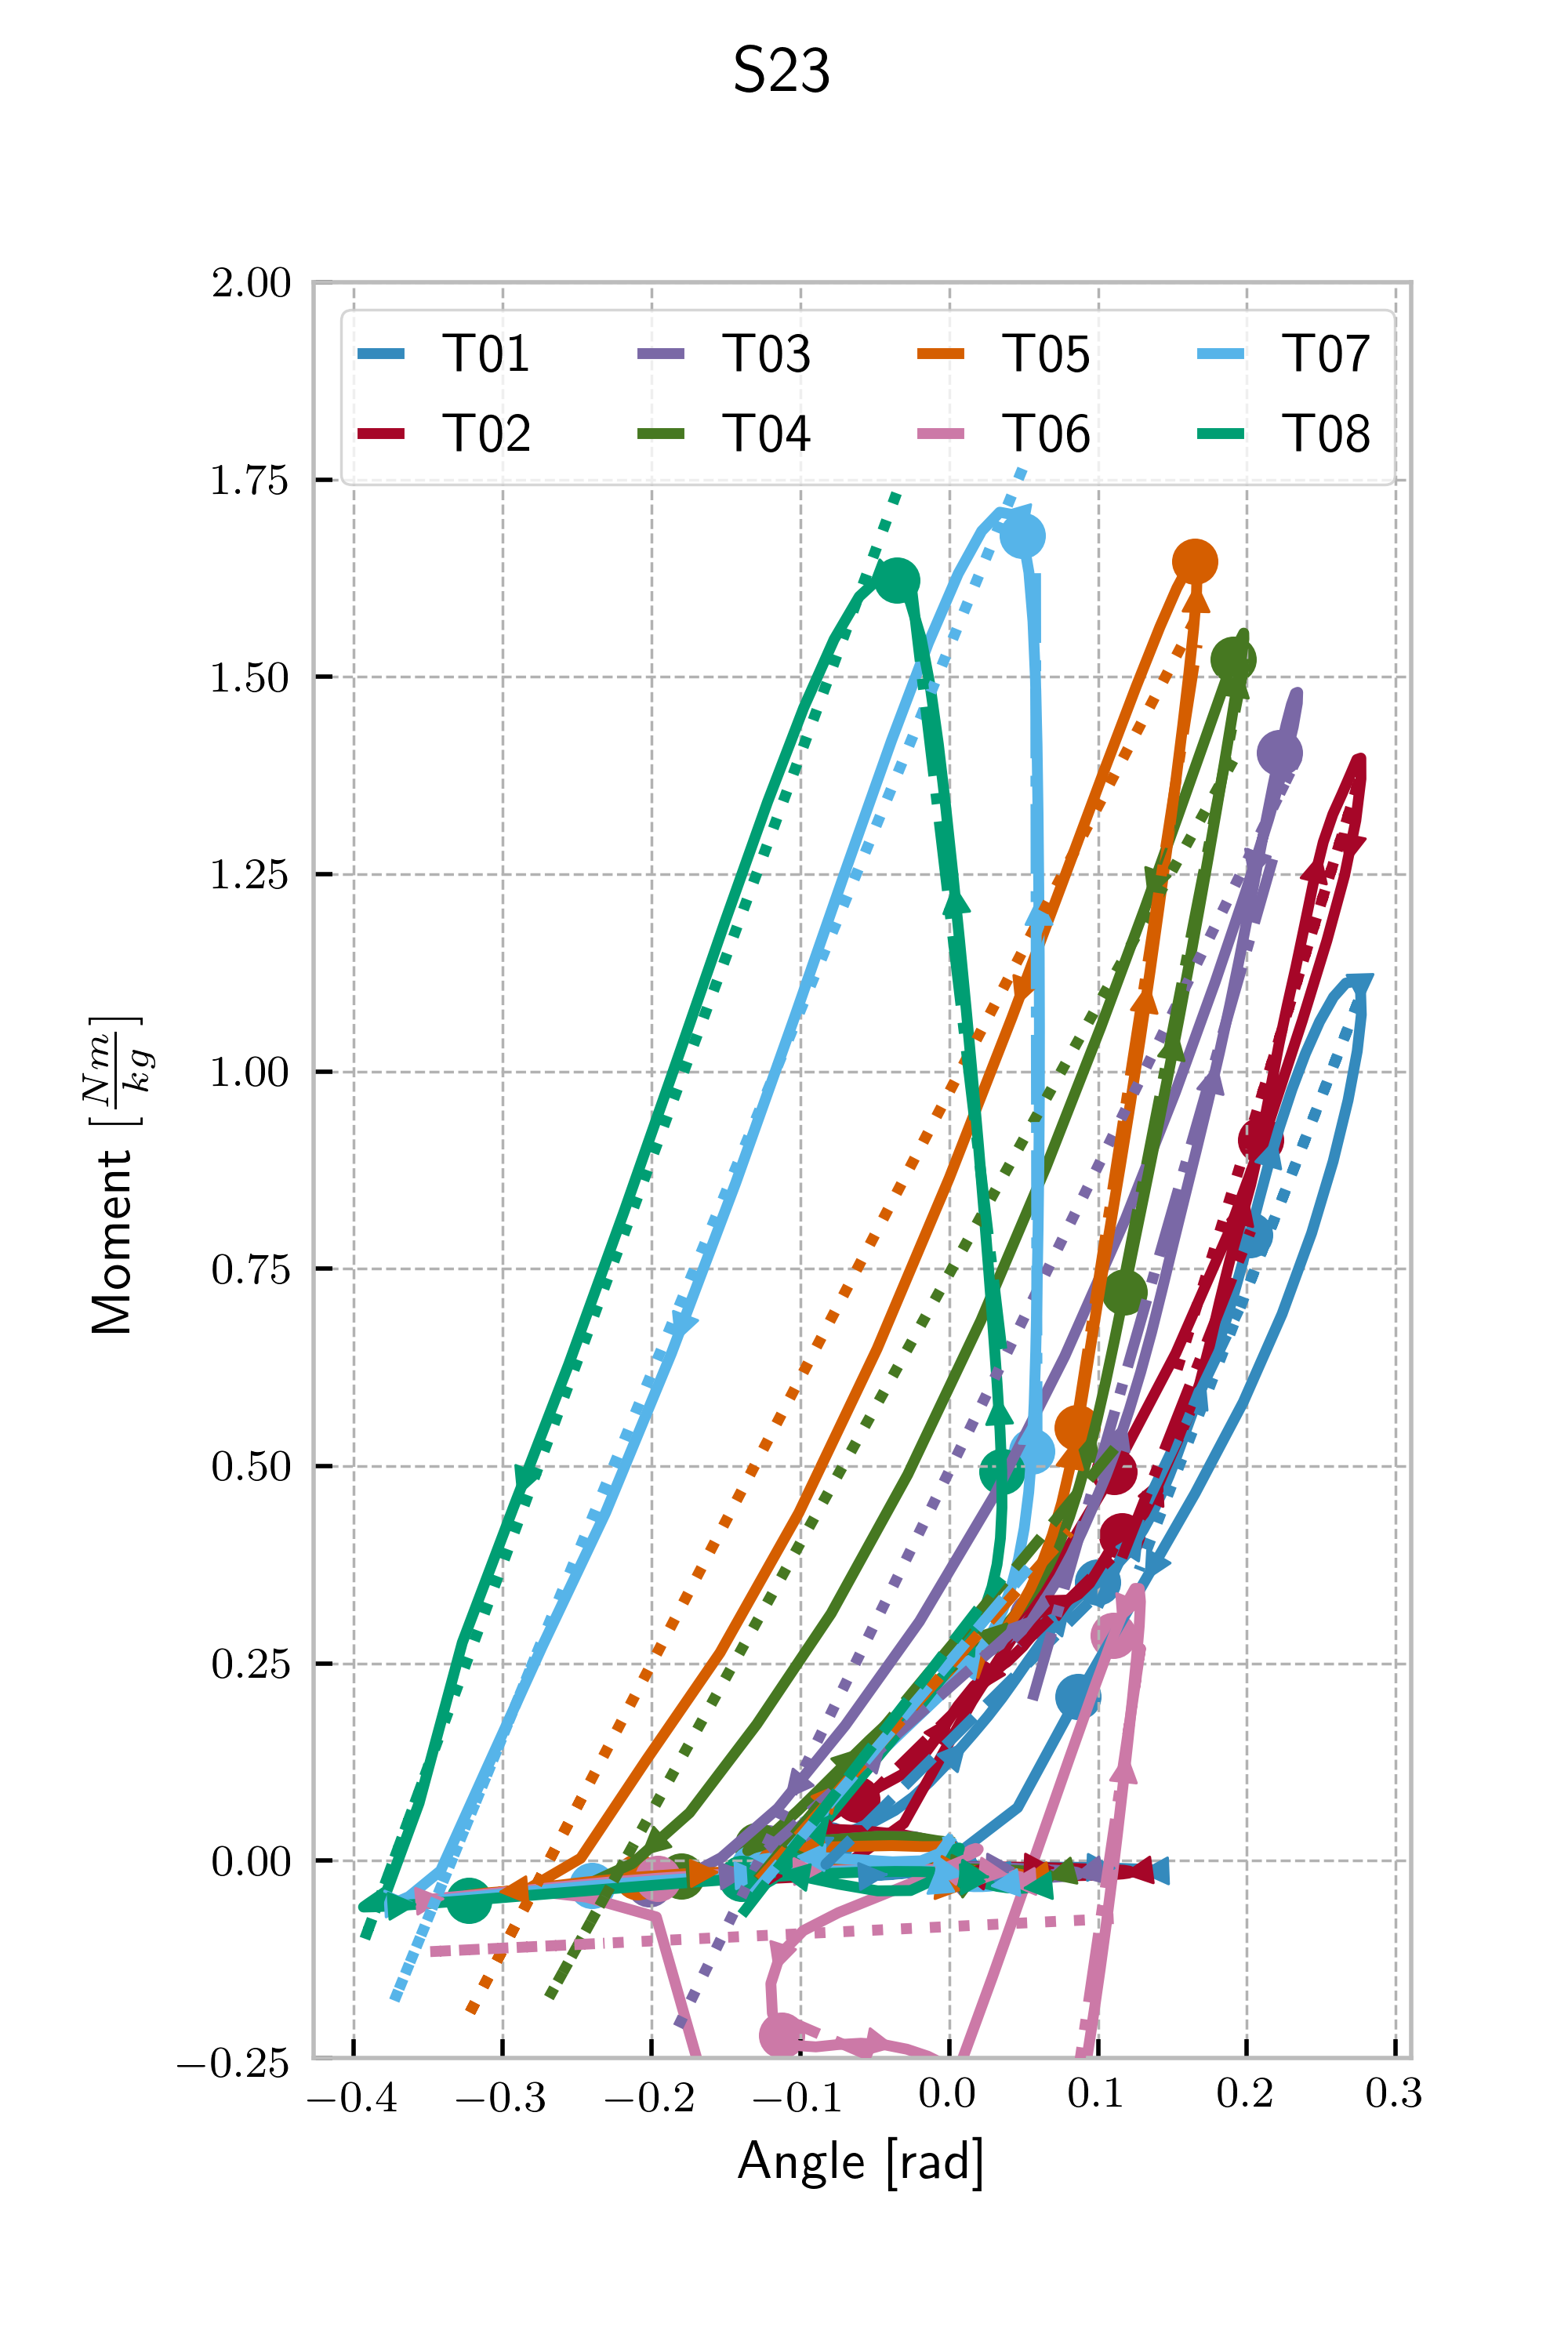 S23
2.00
T01 T03 T05 T07
T02 T04 T06 T08
1.75
1.50
1.25
1.00
0.75
0.50
0.25
0.00
−0.25
Moment [Nm/kg]
−0.4 −0.3 −0.2 −0.1 0.0 0.1 0.2 0.3
Angle [rad]